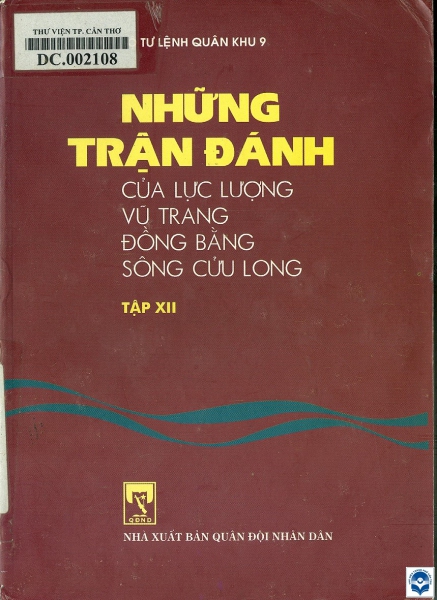 THƯ VIỆN TP. CẦN THƠ
DC.002108
TƯ LỆNH QUÂN KHU 9
NHỮNG
TRẬN ĐÁNH
CỦA LỰC LƯỢNG
VŨ TRANG
ĐỒNG BẰNG
SÔNG CỬU LONG
TẬP XII
QĐND
NHÀ XUẤT BẢN QUÂN ĐỘI NHÂN DÂN